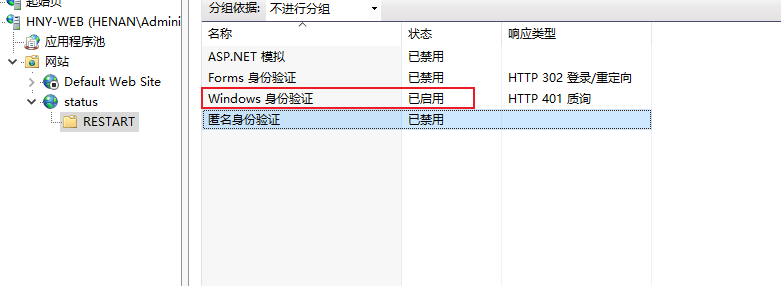 起始页
HNY-WEB (HENAN\Admini
应用程序池
网站
Default Web Site
status
RESTART
分组依据: 不进行分组
名称 状态 响应类型
ASP.NET 模拟 已禁用
Forms 身份验证 已禁用 HTTP 302 登录/重定向
Windows 身份验证 已启用 HTTP 401 质询
匿名身份验证 已禁用